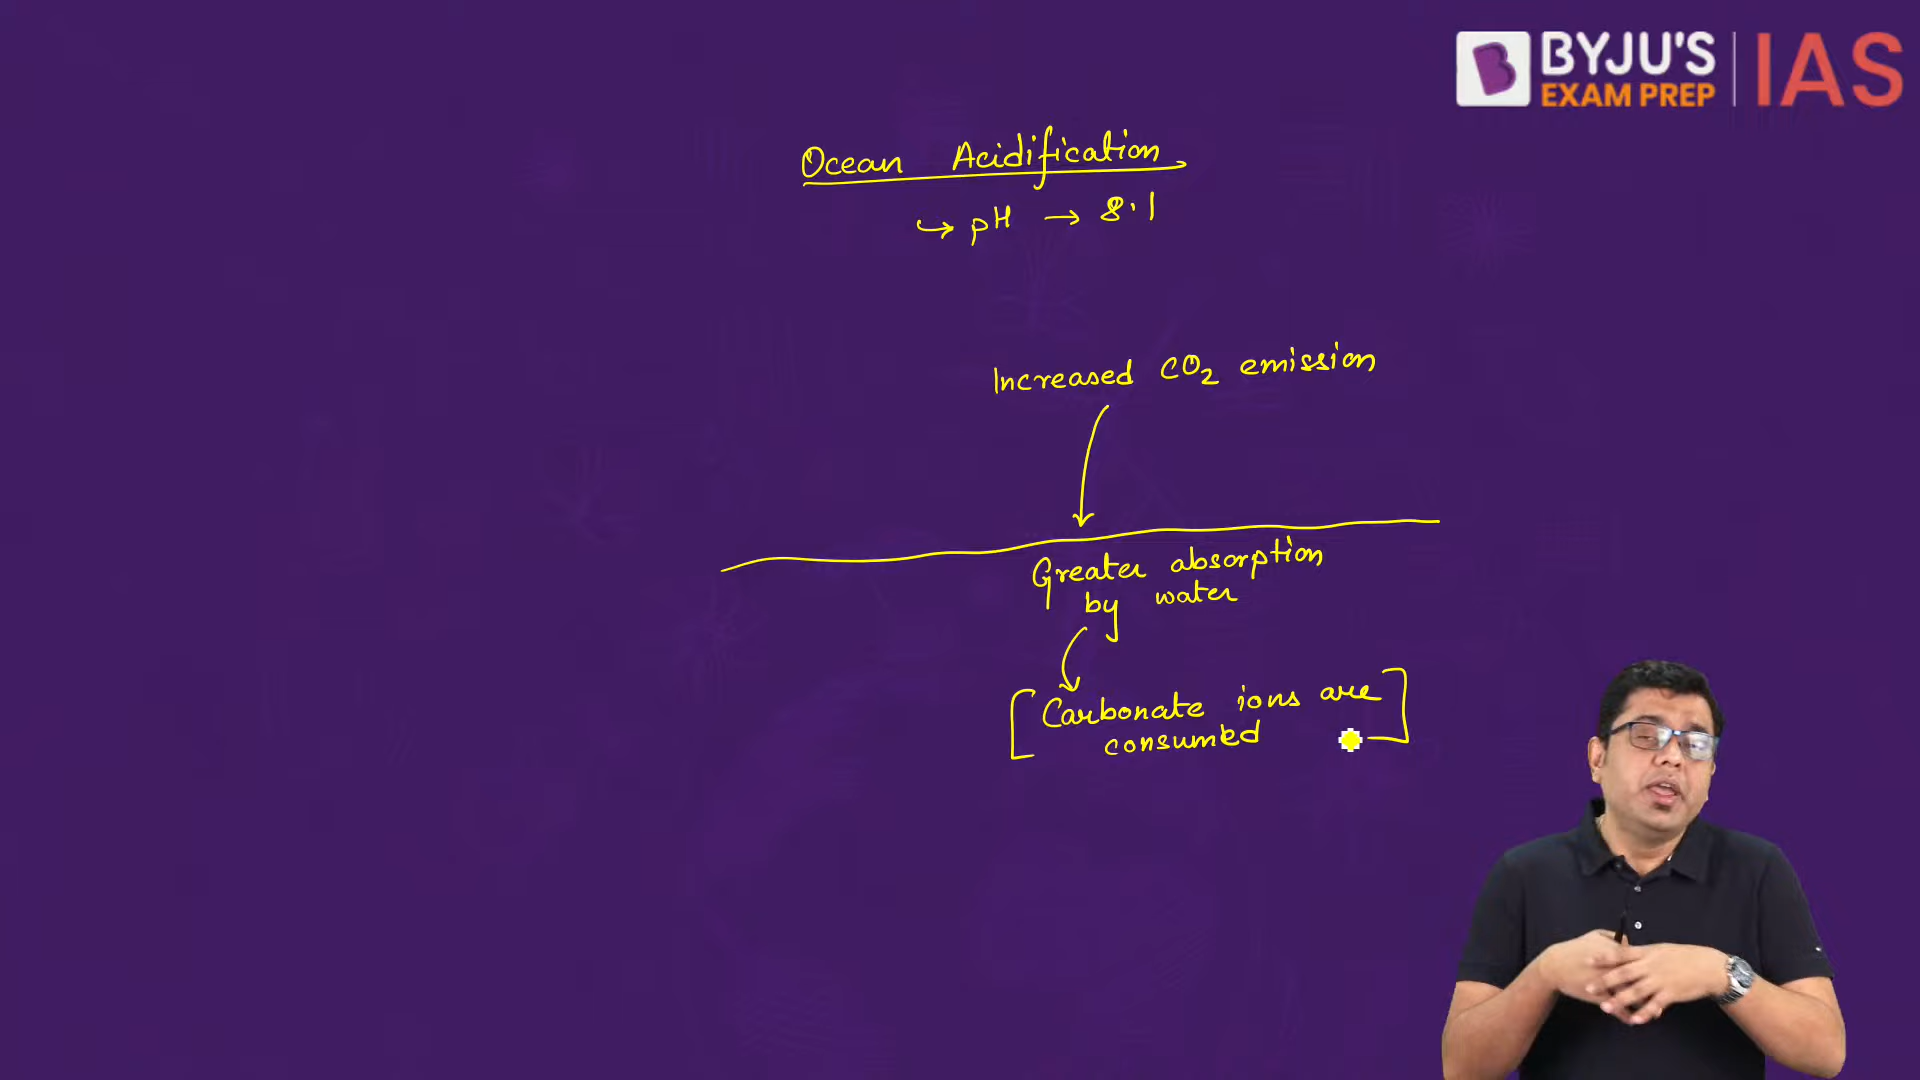 BYJU'S
EXAM PREP
IAS
Ocean Acidification
↪ pH → 8.1
Increased CO₂ emission
Greater absorption
by water
[Carbonate ions are
consumed]